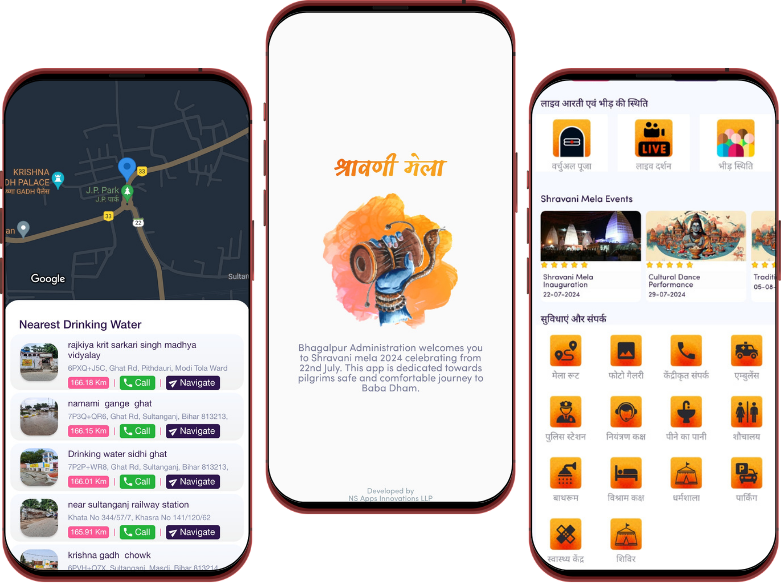 33
KRISHNA
DH PALACE
J.P. Park
J.P. पार्क
33
22
an
Sultan
Google
Nearest Drinking Water
rajkiya krit sarkari singh madhya
vidyalay
6PXQ+J5C, Ghat Rd, Pithdauri, Modi Tola Ward
166.18 Km | Call | Navigate
namami gange ghat
7P3Q+QR6, Ghat Rd, Sultanganj, Bihar 813213,
166.15 Km | Call | Navigate
Drinking water sidhi ghat
7P2P+WR8, Ghat Rd, Sultanganj, Bihar 813213,
166.01 Km | Call | Navigate
near sultanganj railway station
Khata No 344/57/7, Khasra No 141/120/62
165.91 Km | Call | Navigate
krishna gadh chowk
6PVH+Q7X, Sultanganj, Masdi, Bihar 813214
श्रावणी मेला
Bhagalpur Administration welcomes you
to Shravani mela 2024 celebrating from
22nd July. This app is dedicated towards
pilgrims safe and comfortable journey to
Baba Dham.
Developed by
NS Apps Innovations LLP
लाइव आरती एवं भीड़ की स्थिति
LIVE
वर्चुअल पूजा लाइव दर्शन भीड़ स्थिति
Shravani Mela Events
Shravani Mela
Inauguration
22-07-2024
Cultural Dance
Performance
29-07-2024
Traditi
05-08-
सुविधाएं और संपर्क
मेला रूट फोटो गैलरी केंद्रीकृत संपर्क एम्बुलेंस
पुलिस स्टेशन नियंत्रण कक्ष पीने का पानी शौचालय
P
बाथरूम विश्राम कक्ष धर्मशाला पार्किंग
स्वास्थ्य केंद्र शिविर